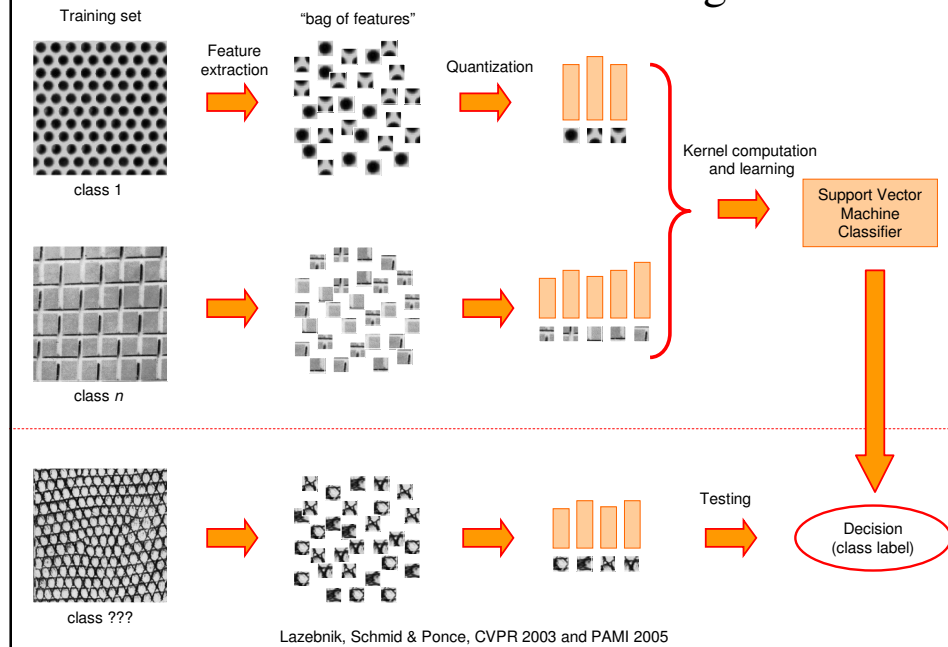 Training set
"bag of features"
Feature
extraction
Quantization
class 1
Kernel computation
and learning
Support Vector
Machine
Classifier
class n
Testing
Decision
(class label)
class ???
Lazebnik, Schmid & Ponce, CVPR 2003 and PAMI 2005